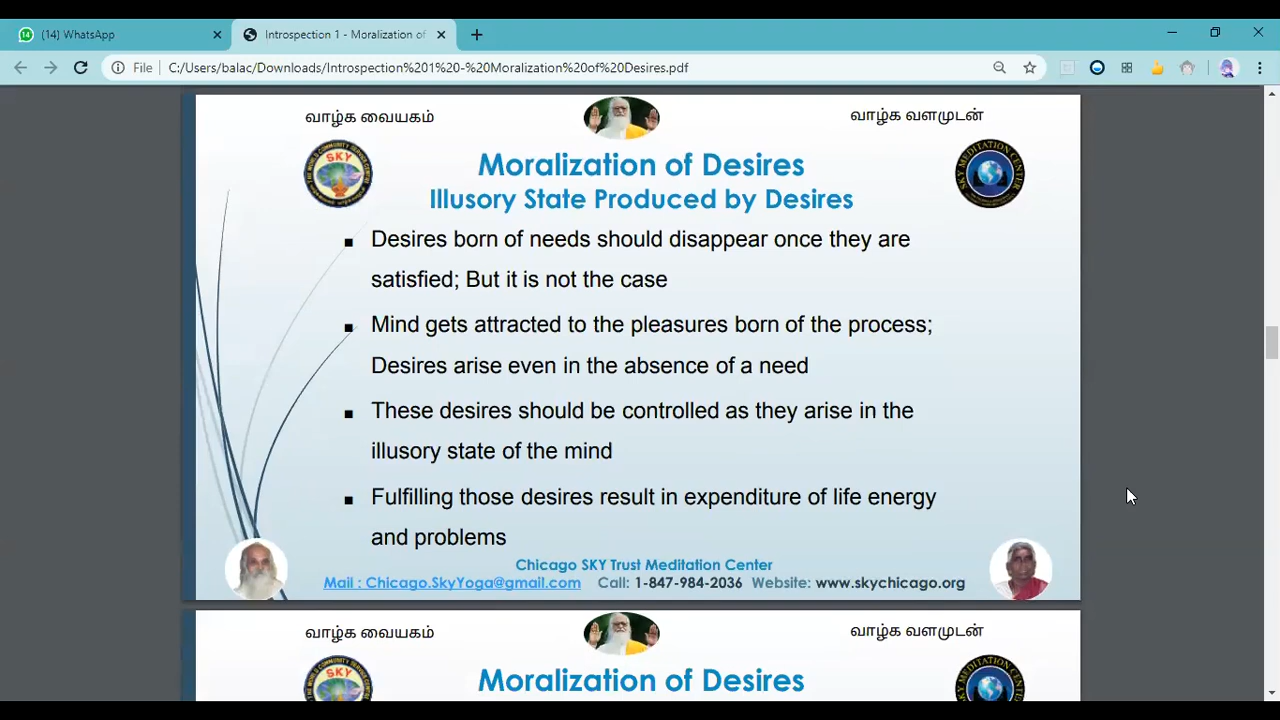 (14) WhatsApp
Introspection 1 - Moralization of
File
C:/Users/balac/Downloads/Introspection%201%20-%20Moralization%20of%20Desires.pdf
வாழ்க வையகம்
வாழ்க வளமுடன்
SKY
SKY MEDITATION CENTER
Moralization of Desires
Illusory State Produced by Desires
▪ Desires born of needs should disappear once they are
satisfied; But it is not the case
▪ Mind gets attracted to the pleasures born of the process;
Desires arise even in the absence of a need
▪ These desires should be controlled as they arise in the
illusory state of the mind
▪ Fulfilling those desires result in expenditure of life energy
and problems
Chicago SKY Trust Meditation Center
Mail : Chicago.SkyYoga@gmail.com Call: 1-847-984-2036 Website: www.skychicago.org
வாழ்க வையகம்
வாழ்க வளமுடன்
SKY
Moralization of Desires